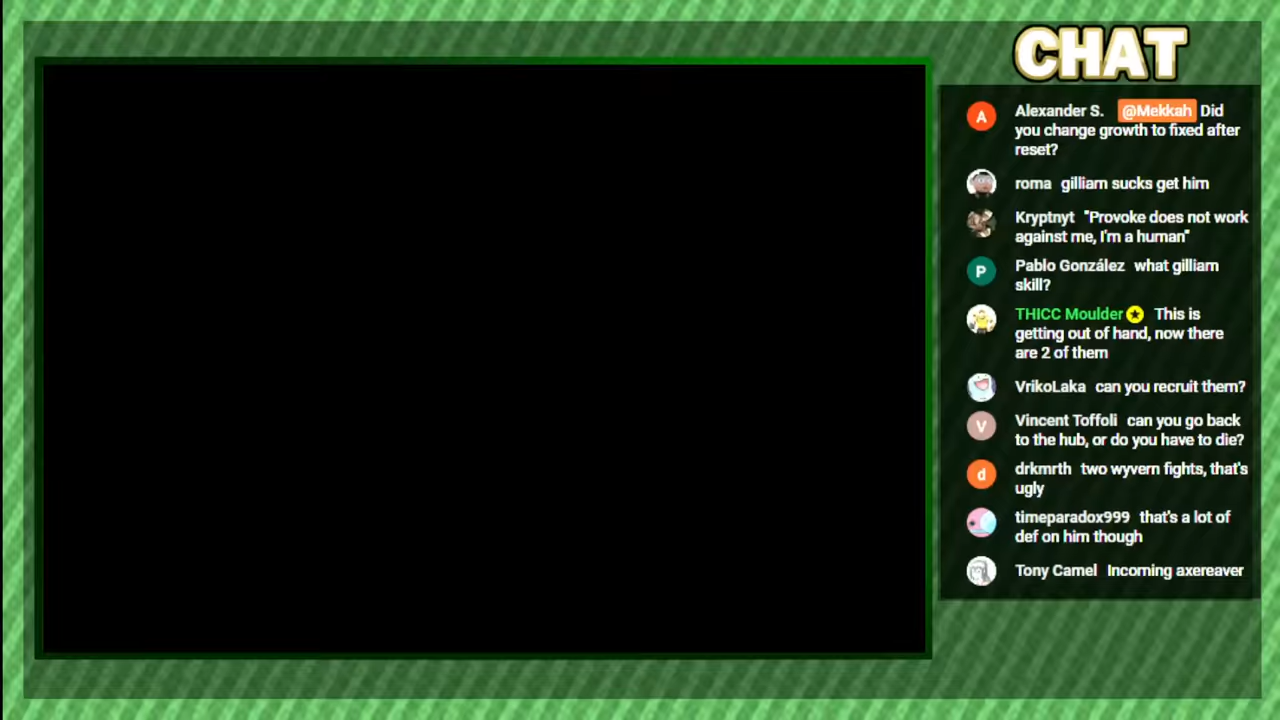 CHAT
A Alexander S. @Mekkah Did
you change growth to fixed after
reset?
roma gilliam sucks get him
Kryptnyt "Provoke does not work
against me, I'm a human"
P Pablo González what gilliam
skill?
THICC Moulder This is
getting out of hand, now there
are 2 of them
VrikoLaka can you recruit them?
V Vincent Toffoli can you go back
to the hub, or do you have to die?
d drkmrth two wyvern fights, that's
ugly
timeparadox999 that's a lot of
def on him though
Tony Camel Incoming axereaver